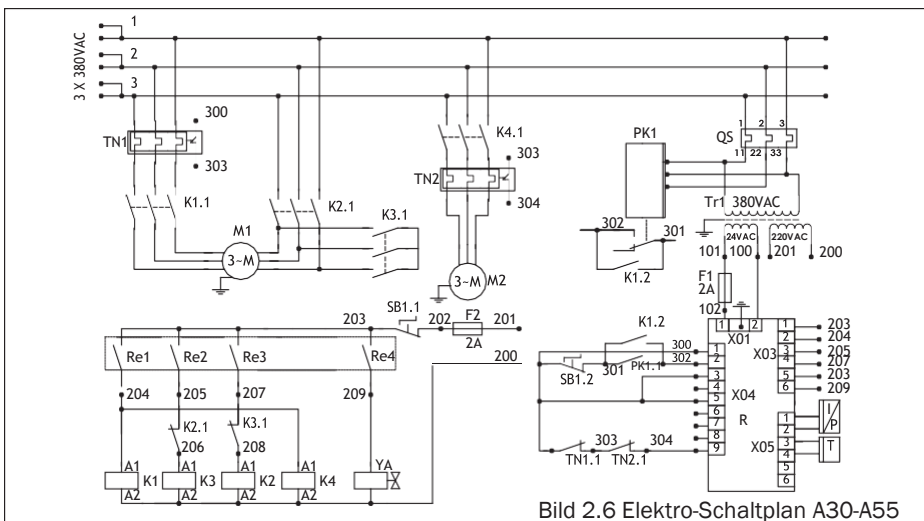 1
2
3
3 X 380VAC
300
TN1
303
K1.1
M1
3~M
K2.1
K3.1
K4.1
303
TN2
304
3~M
M2
PK1
302
301
K1.2
1 2 3
QS
11 22 33
Tr1 380VAC
24VAC 220VAC
101 100 201 200
F1
2A
102
1 2
X01
203
SB1.1
202
F2
2A
201
200
Re1 Re2 Re3 Re4
204 205 207 209
K2.1
206
K3.1
208
A1 K1 A2
A1 K3 A2
A1 K2 A2
A1 K4 A2
YA
K1.2
300
302
SB1.2
301
PK1.1
TN1.1
303
TN2.1
304
1
2
3
4
5
6
7
8
9
X04
R
X03
1 203
2 204
3 205
4 207
5 203
6 209
X05
1
2
3
4
5
6
I/P
T
Bild 2.6 Elektro-Schaltplan A30-A55